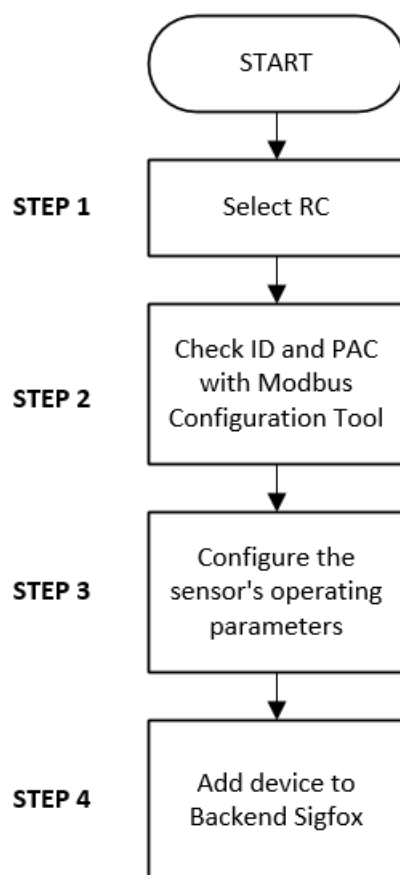 START
STEP 1
Select RC
STEP 2
Check ID and PAC
with Modbus
Configuration Tool
STEP 3
Configure the
sensor's operating
parameters
STEP 4
Add device to
Backend Sigfox